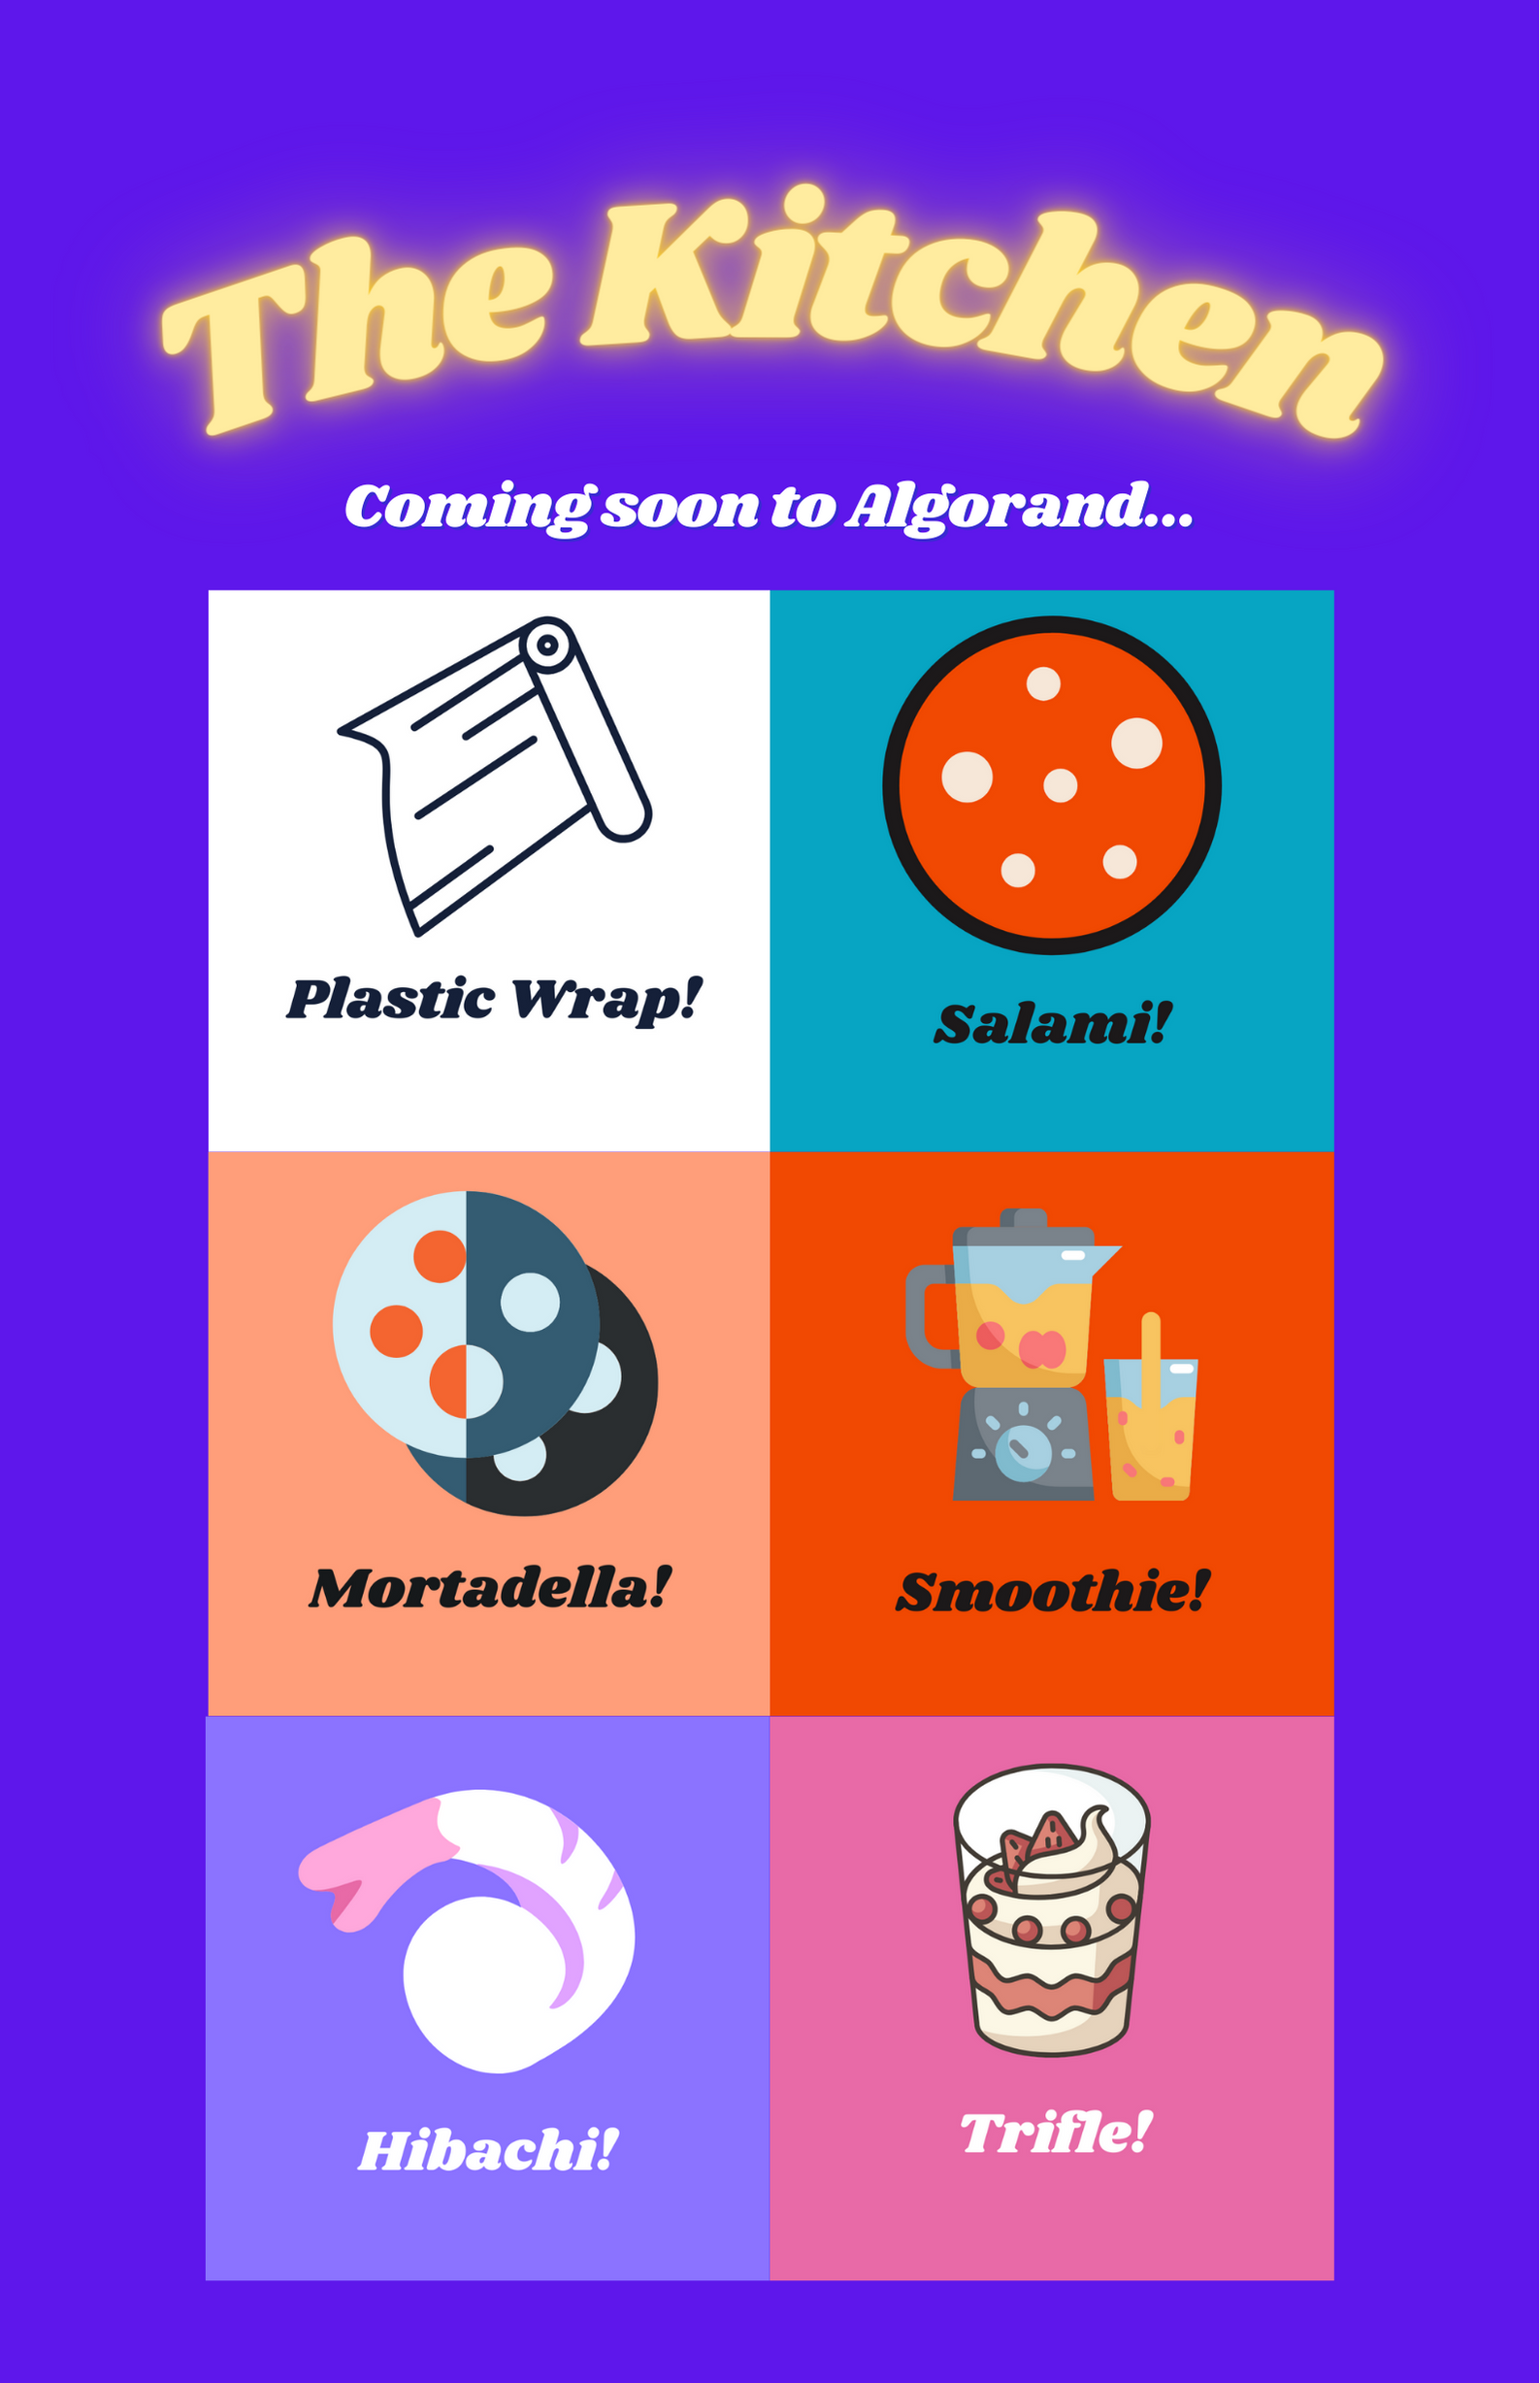 The Kitchen
Coming soon to Algorand...
Plastic Wrap!
Salami!
Mortadella!
Smoothie!
Hibachi!
Trifle!